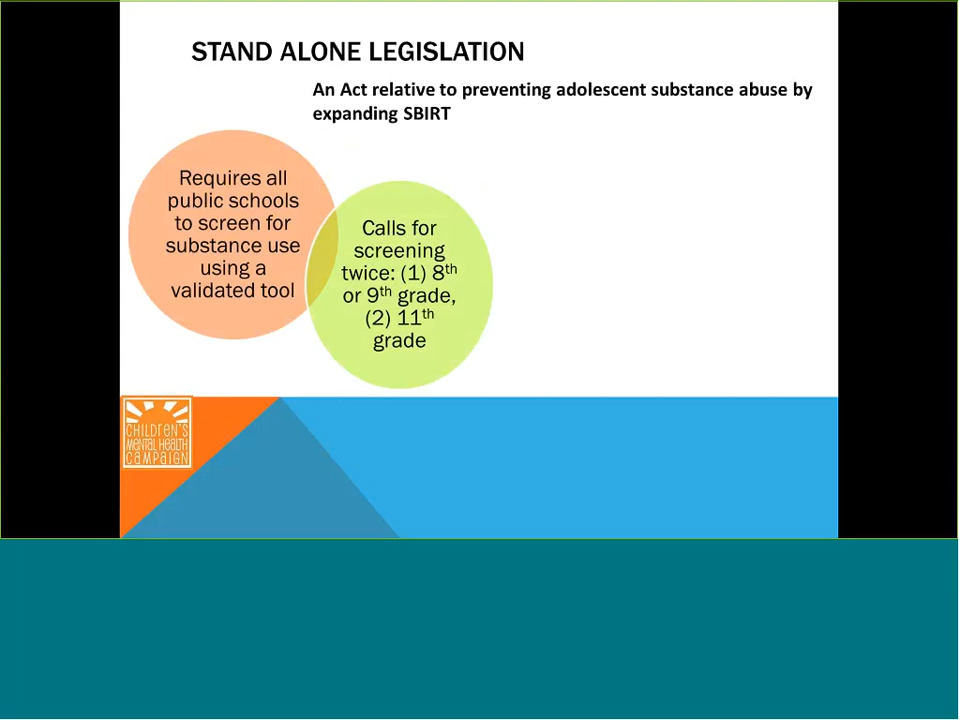 STAND ALONE LEGISLATION
An Act relative to preventing adolescent substance abuse by
expanding SBIRT
Requires all
public schools
to screen for
substance use
using a
validated tool
Calls for
screening
twice: (1) 8th
or 9th grade,
(2) 11th
grade
CHILDREN'S
MENTAL HEALTH
CAMPAIGN